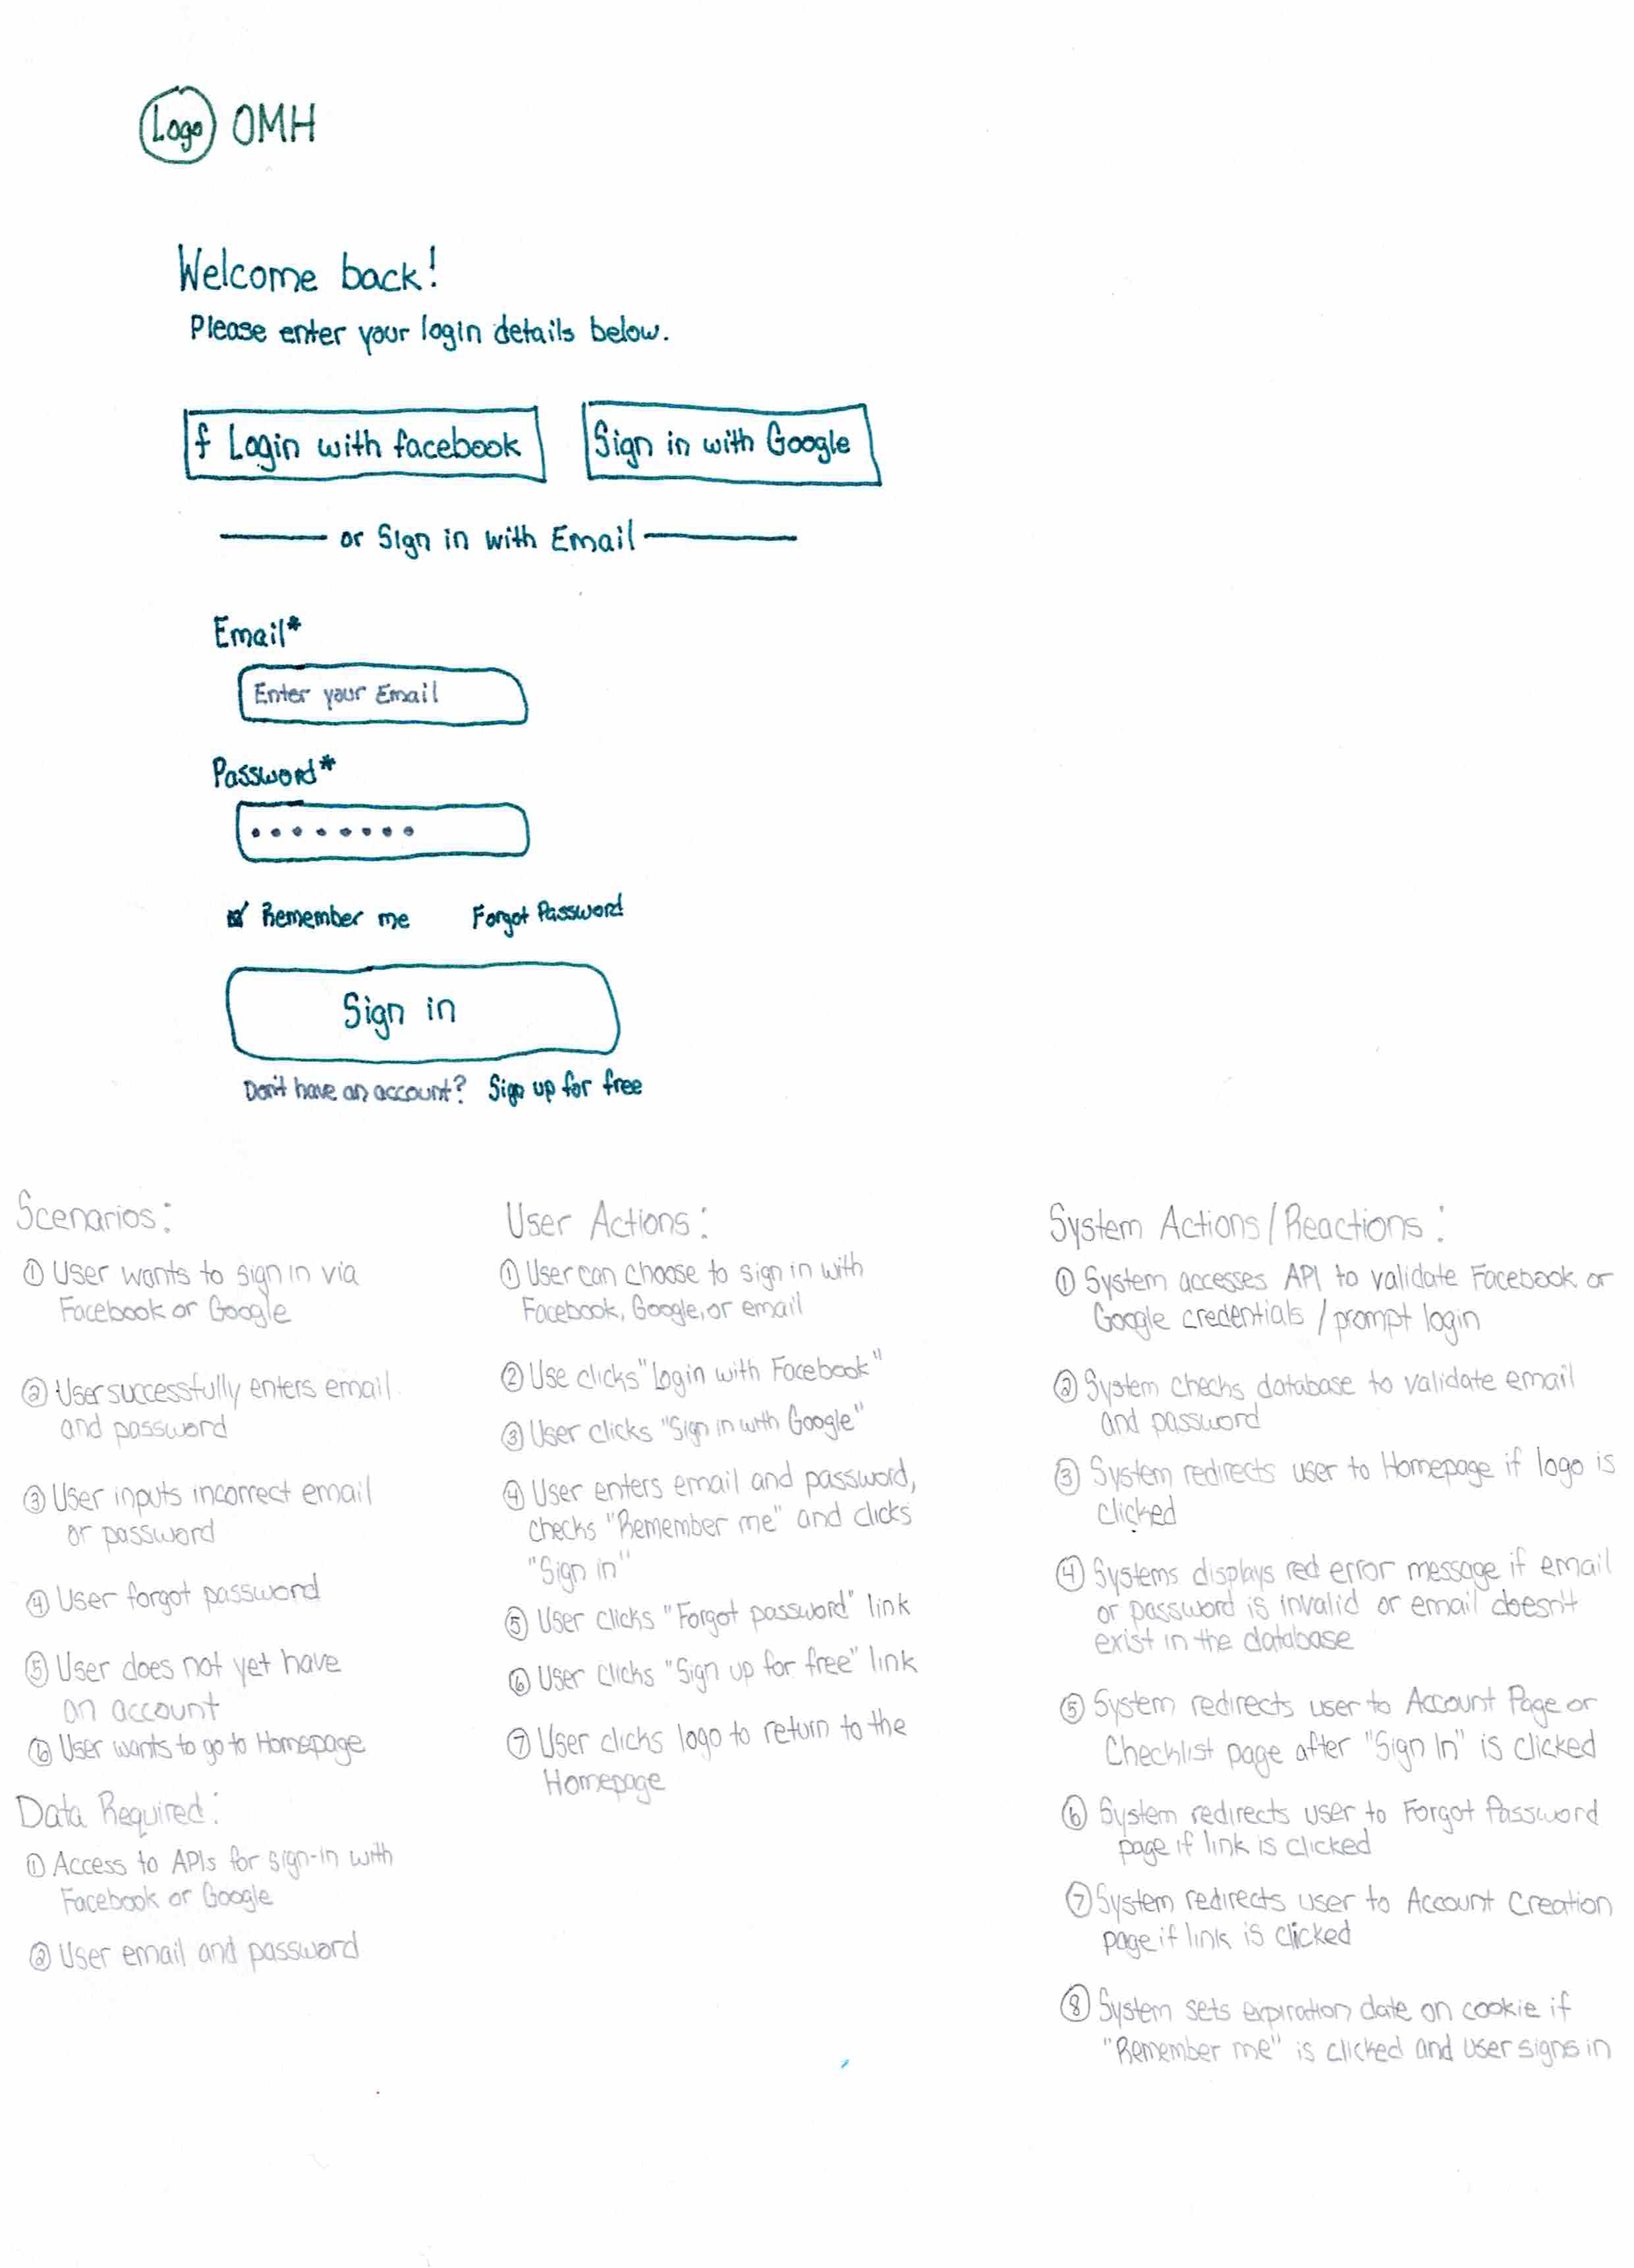 Logo OMH
Welcome back!
Please enter your login details below.
f Login with facebook
Sign in with Google
or Sign in with Email
Email*
Enter your Email
Password*
••••••••
Remember me
Forgot Password
Sign in
Don't have an account? Sign up for free
Scenarios:
① User wants to sign in via
Facebook or Google
② User successfully enters email
and password
③ User inputs incorrect email
or password
④ User forgot password
⑤ User does not yet have
an account
⑥ User wants to go to Homepage
Data Required:
① Access to APIs for sign-in with
Facebook or Google
② User email and password
User Actions:
① User can choose to sign in with
Facebook, Google, or email
② Use clicks "Login with Facebook"
③ User clicks "Sign in with Google"
④ User enters email and password,
checks "Remember me" and clicks
"Sign in"
⑤ User clicks "Forgot password" link
⑥ User clicks "Sign up for free" link
⑦ User clicks logo to return to the
Homepage
System Actions/Reactions:
① System accesses API to validate Facebook or
Google credentials / prompt login
② System checks database to validate email
and password
③ System redirects user to Homepage if logo is
clicked
④ Systems displays red error message if email
or password is invalid or email doesn't
exist in the database
⑤ System redirects user to Account Page or
Checklist page after "Sign In" is clicked
⑥ System redirects user to Forgot Password
page if link is clicked
⑦ System redirects user to Account Creation
page if link is clicked
⑧ System sets expiration date on cookie if
"Remember me" is clicked and user signs in